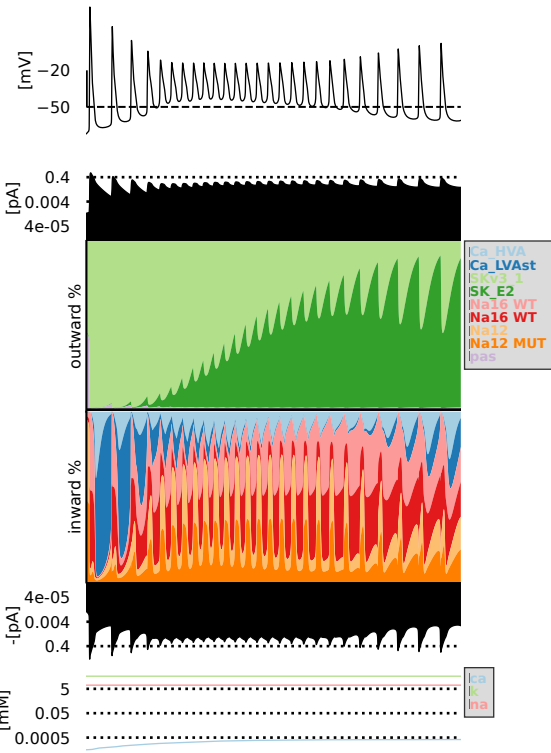 [mV]
−20
−50
[pA]
0.4
0.004
4e-05
outward %
Ca_HVA
Ca_LVAst
SKv3_1
SK_E2
Na16 WT
Na16 WT
Na12
Na12 MUT
pas
inward %
-[pA]
4e-05
0.004
0.4
[mM]
5
0.05
0.0005
ca
k
na